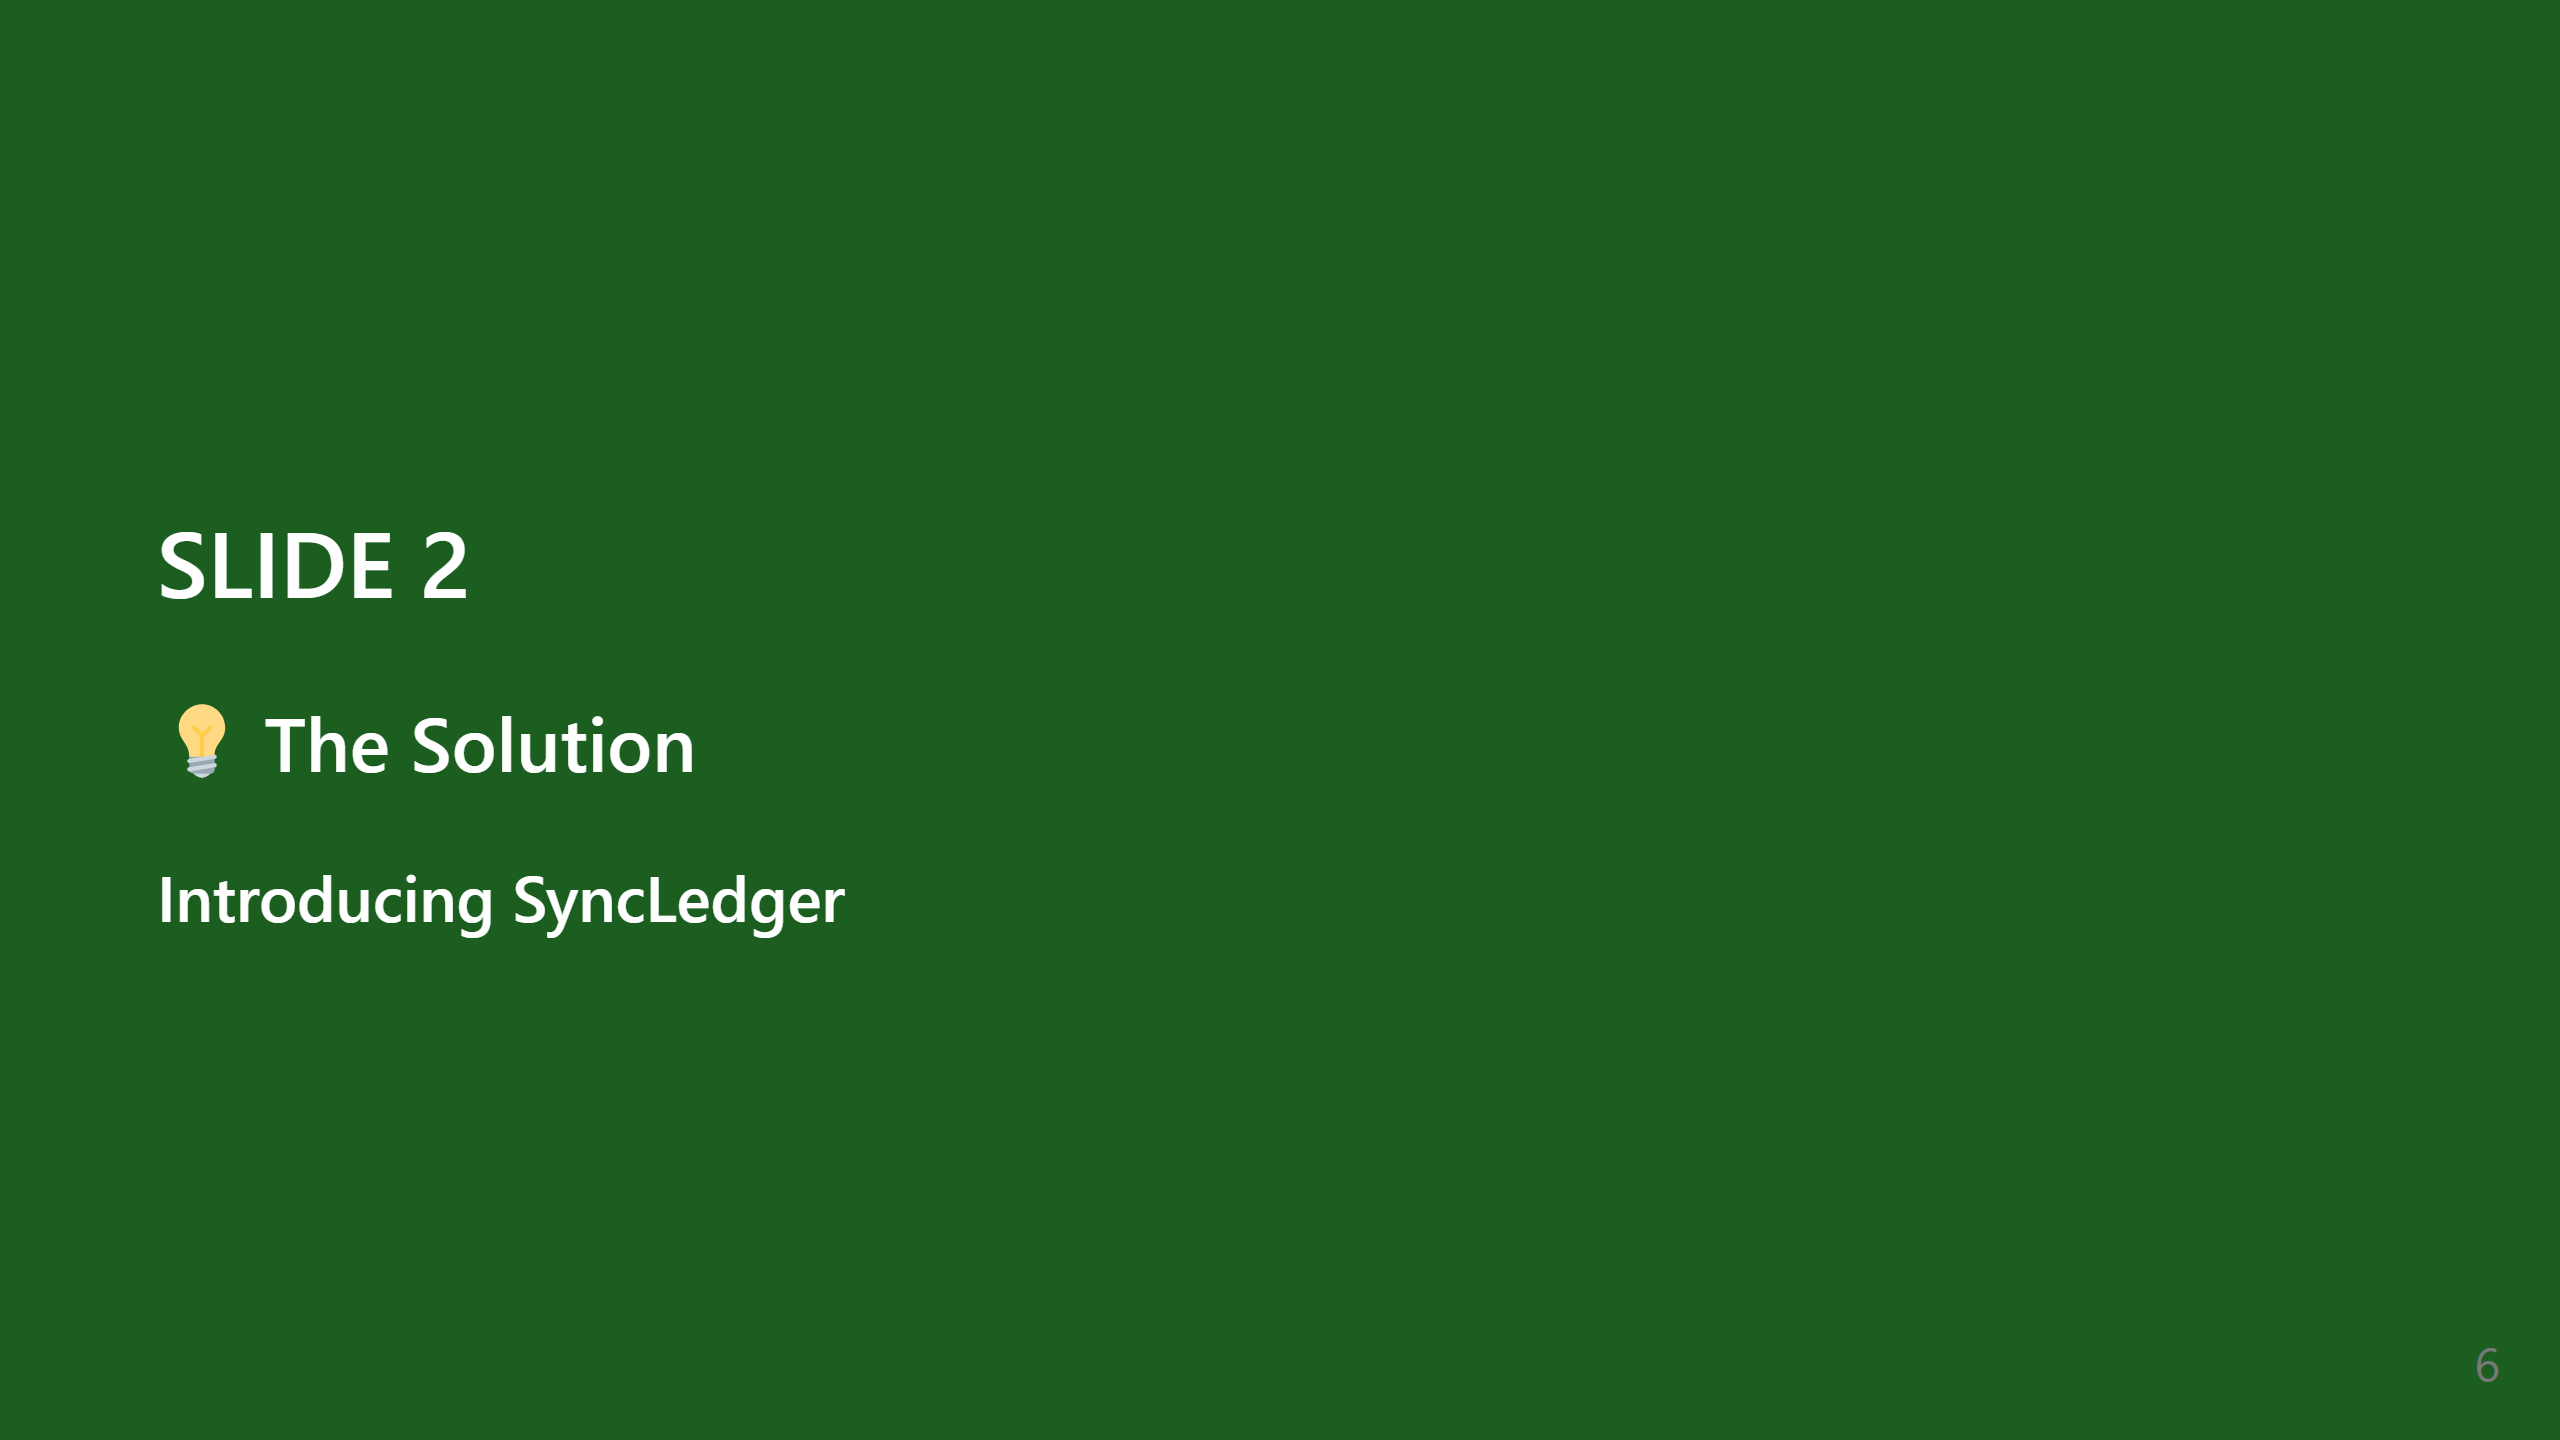 SLIDE 2
💡 The Solution
Introducing SyncLedger
6